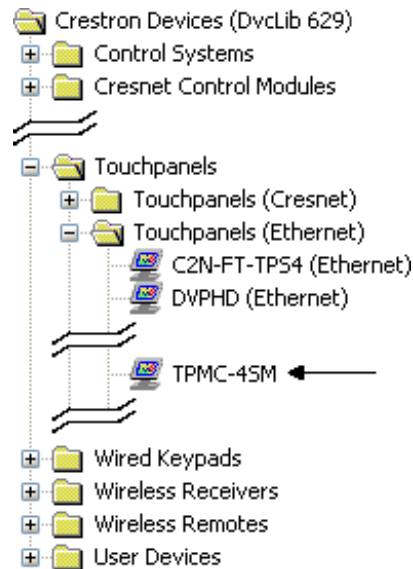 Crestron Devices (DvcLib 629)
Control Systems
Cresnet Control Modules
Touchpanels
Touchpanels (Cresnet)
Touchpanels (Ethernet)
C2N-FT-TPS4 (Ethernet)
DVPHD (Ethernet)
TPMC-4SM
Wired Keypads
Wireless Receivers
Wireless Remotes
User Devices